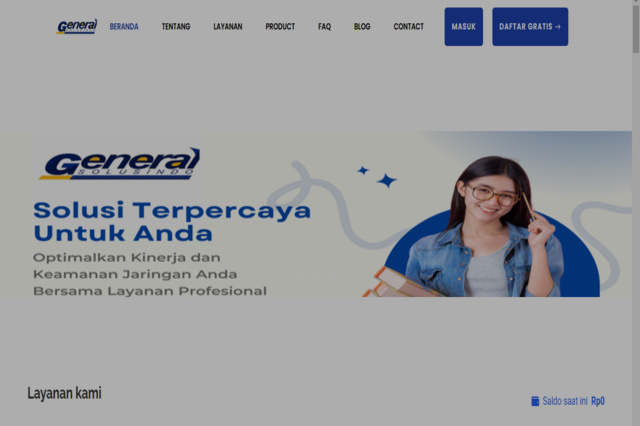 General
SOLUSINDO
BERANDA
TENTANG
LAYANAN
PRODUCT
FAQ
BLOG
CONTACT
MASUK
DAFTAR GRATIS →
General
SOLUSINDO
Solusi Terpercaya
Untuk Anda
Optimalkan Kinerja dan
Keamanan Jaringan Anda
Bersama Layanan Profesional
Layanan kami
Saldo saat ini Rp0